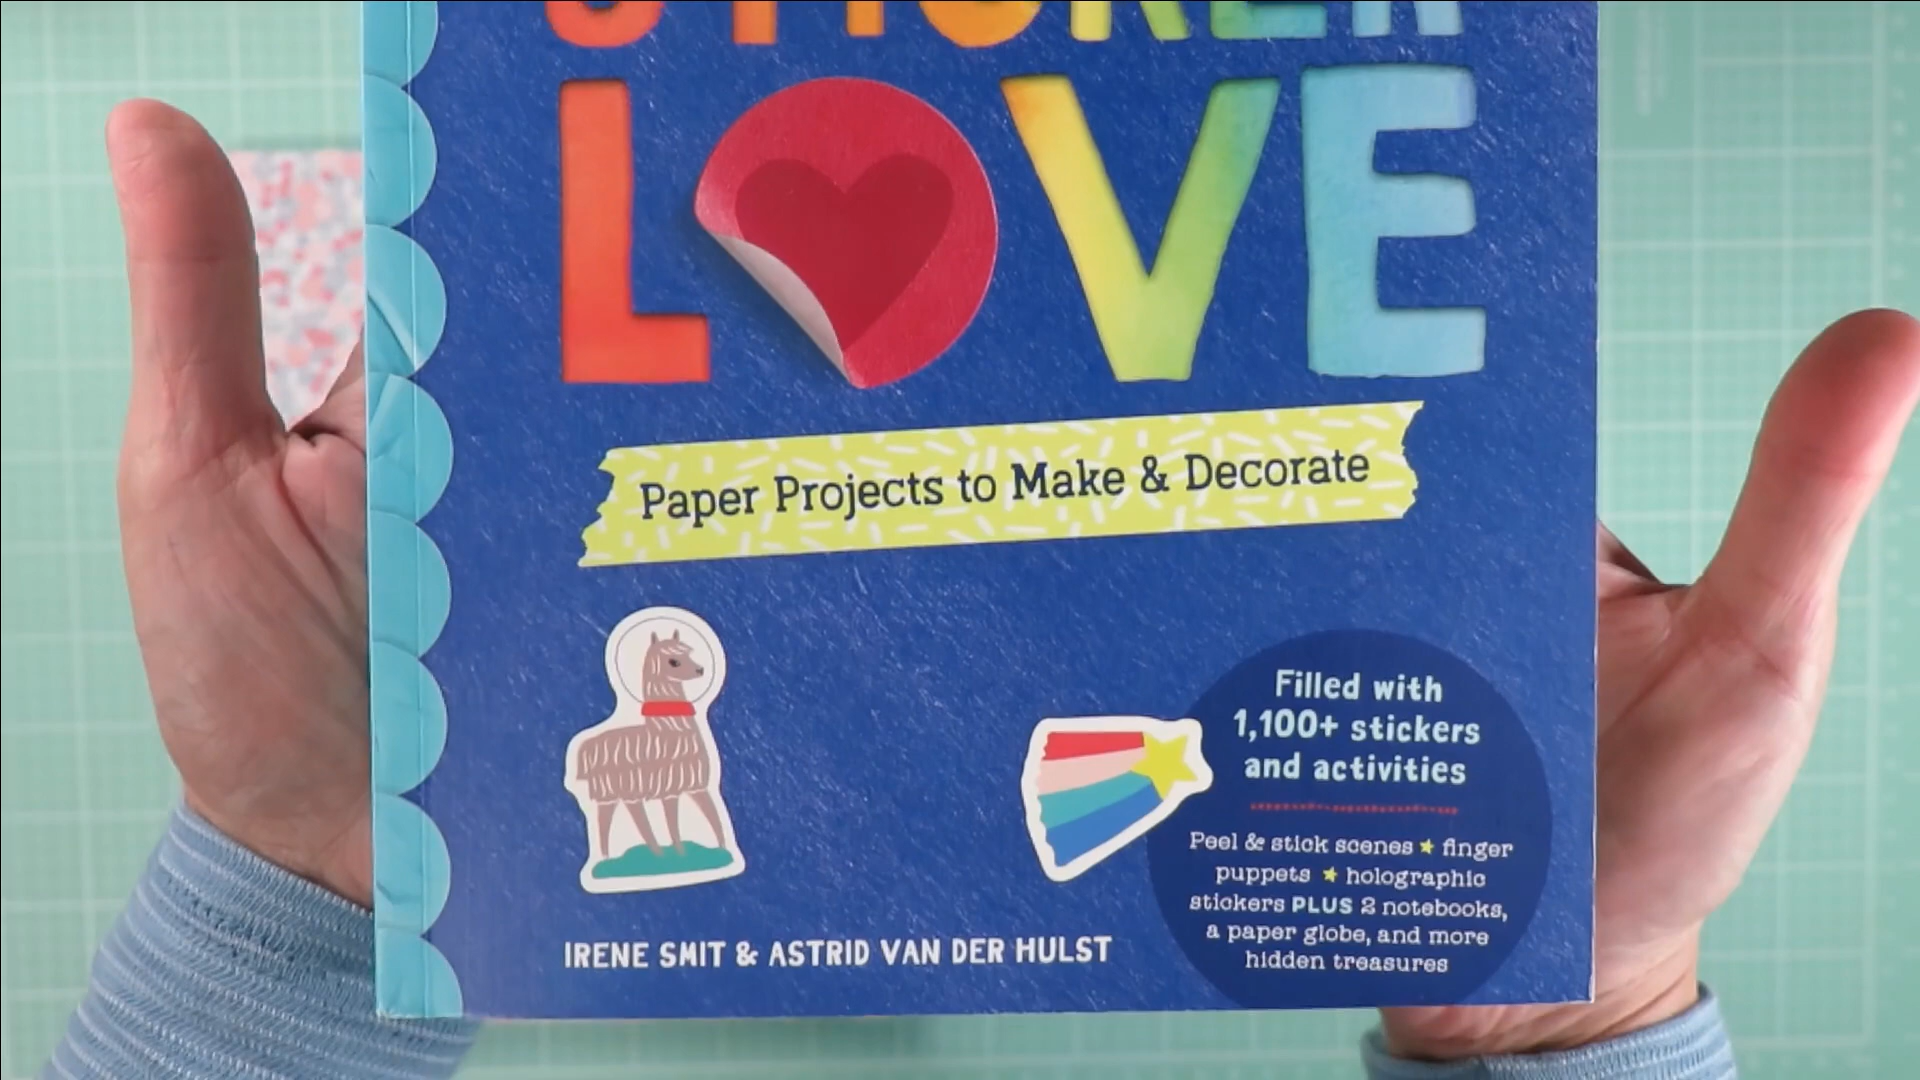 STICKER
LOVE
Paper Projects to Make & Decorate
Filled with
1,100+ stickers
and activities
Peel & stick scenes ★ finger
puppets ★ holographic
stickers PLUS 2 notebooks,
a paper globe, and more
hidden treasures
IRENE SMIT & ASTRID VAN DER HULST